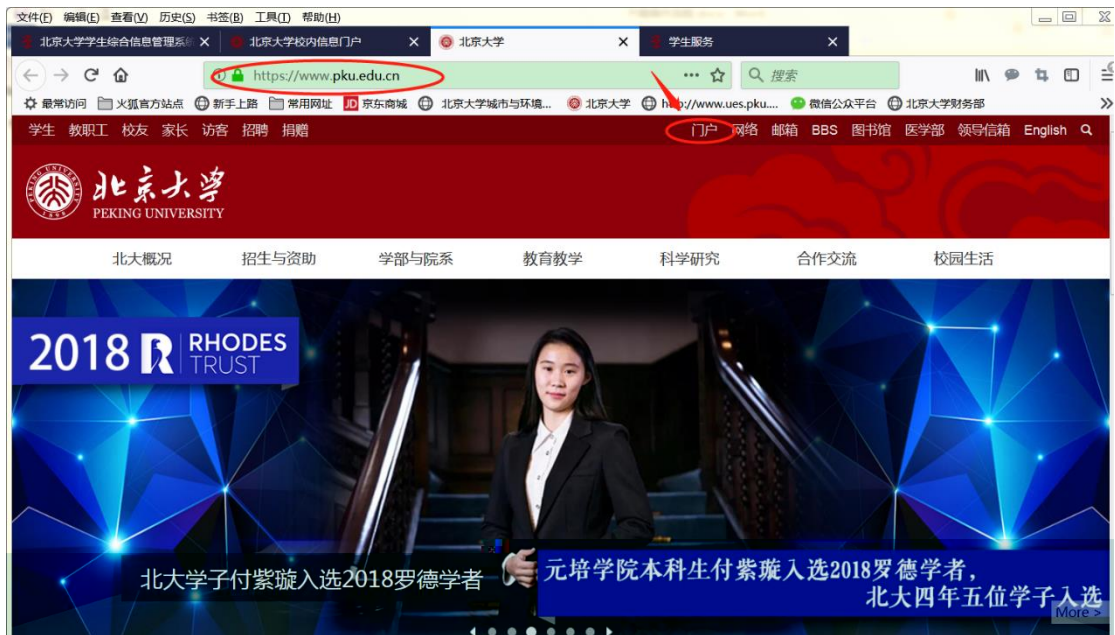 文件(F) 编辑(E) 查看(V) 历史(S) 书签(B) 工具(T) 帮助(H)
北京大学学生综合信息管理系统 北京大学校内信息门户 北京大学 学生服务
https://www.pku.edu.cn 搜索
最常访问 火狐官方站点 新手上路 常用网址 JD 京东商城 北京大学城市与环境... 北京大学 http://www.ues.pku.... 微信公众平台 北京大学财务部
学生 教职工 校友 家长 访客 招聘 捐赠 门户 网络 邮箱 BBS 图书馆 医学部 领导信箱 English
北京大学
PEKING UNIVERSITY
北大概况 招生与资助 学部与院系 教育教学 科学研究 合作交流 校园生活
2018 R RHODES
TRUST
北大学子付紫璇入选2018罗德学者
元培学院本科生付紫璇入选2018罗德学者,
北大四年五位学子入选
More >